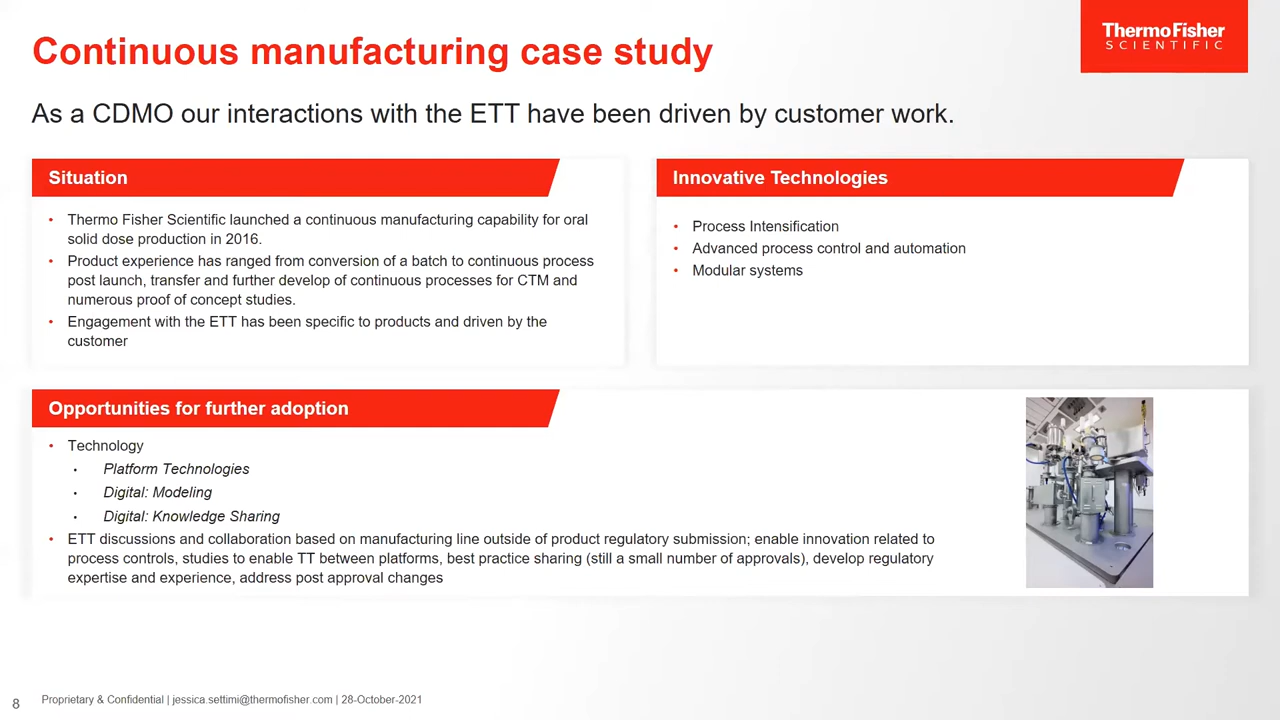 Continuous manufacturing case study
ThermoFisher
SCIENTIFIC
As a CDMO our interactions with the ETT have been driven by customer work.
Situation
• Thermo Fisher Scientific launched a continuous manufacturing capability for oral
solid dose production in 2016.
• Product experience has ranged from conversion of a batch to continuous process
post launch, transfer and further develop of continuous processes for CTM and
numerous proof of concept studies.
• Engagement with the ETT has been specific to products and driven by the
customer
Innovative Technologies
• Process Intensification
• Advanced process control and automation
• Modular systems
Opportunities for further adoption
• Technology
• Platform Technologies
• Digital: Modeling
• Digital: Knowledge Sharing
• ETT discussions and collaboration based on manufacturing line outside of product regulatory submission; enable innovation related to
process controls, studies to enable TT between platforms, best practice sharing (still a small number of approvals), develop regulatory
expertise and experience, address post approval changes
8 Proprietary & Confidential | jessica.settimi@thermofisher.com | 28-October-2021